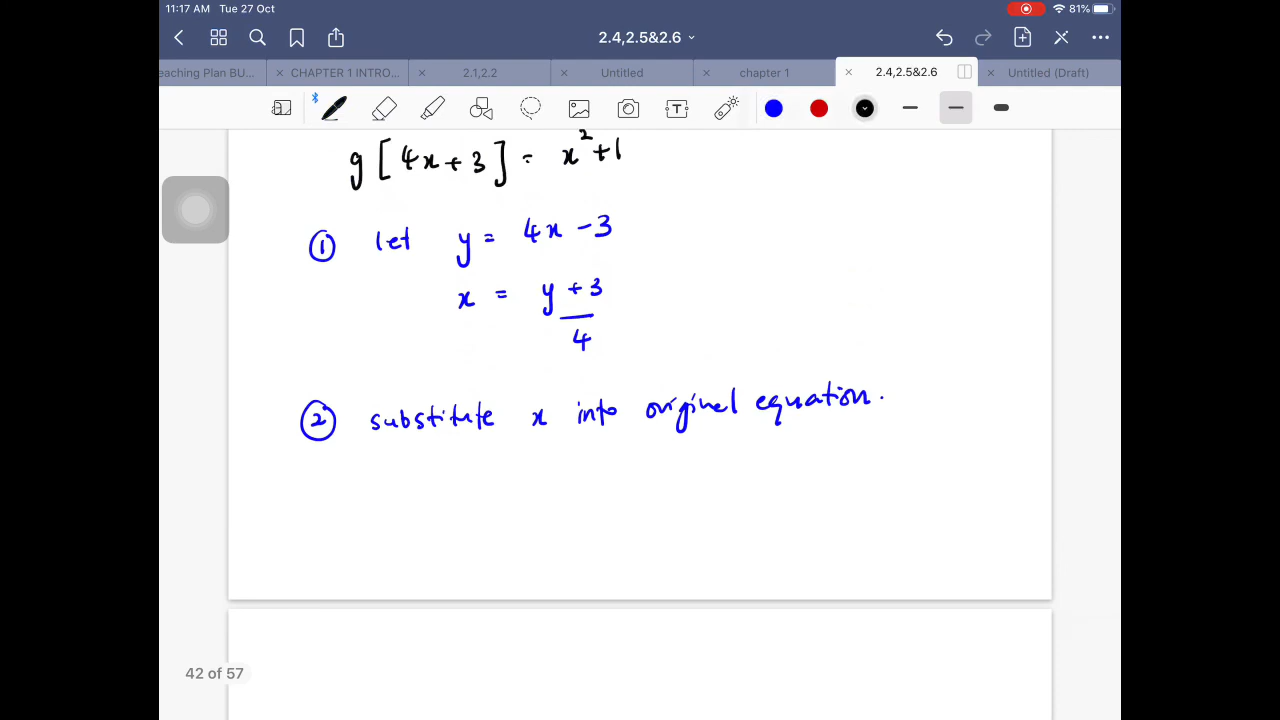 11:17 AM Tue 27 Oct
81%
2.4,2.5&2.6
eaching Plan BU...
CHAPTER 1 INTRO...
2.1,2.2
Untitled
chapter 1
2.4,2.5&2.6
Untitled (Draft)
g[4x+3] = x²+1
① let y = 4x - 3
x = y + 3
4
② substitute x into original equation.
42 of 57